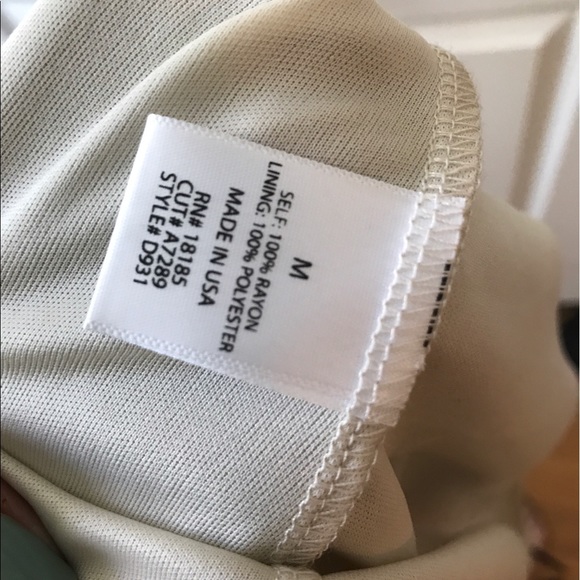 M
SELF: 100% RAYON
LINING: 100% POLYESTER
MADE IN USA
RN# 18185
CUT# A7289
STYLE# D931